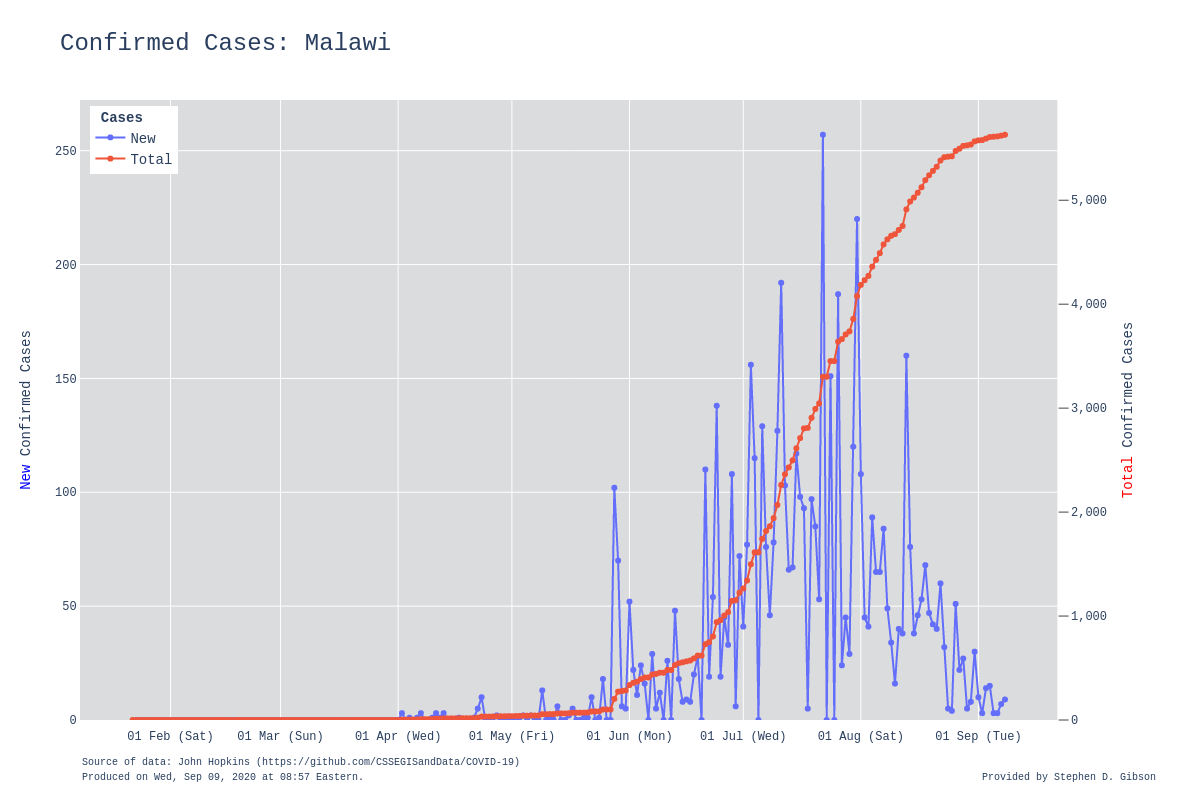 Confirmed Cases: Malawi
Cases
New
Total
250
200
150
100
50
0
New Confirmed Cases
5,000
4,000
3,000
2,000
1,000
0
Total Confirmed Cases
01 Feb (Sat) 01 Mar (Sun) 01 Apr (Wed) 01 May (Fri) 01 Jun (Mon) 01 Jul (Wed) 01 Aug (Sat) 01 Sep (Tue)
Source of data: John Hopkins (https://github.com/CSSEGISandData/COVID-19)
Produced on Wed, Sep 09, 2020 at 08:57 Eastern.
Provided by Stephen D. Gibson